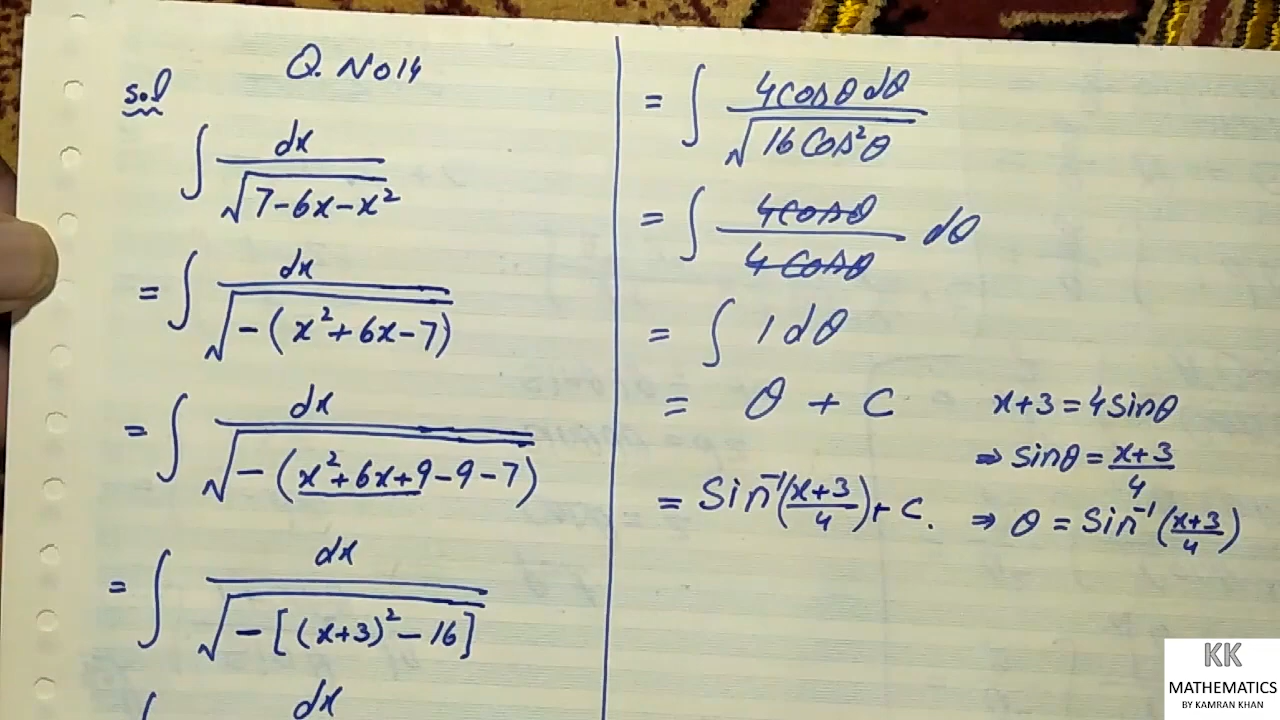 Q. No 14
Sol
∫ dx / √(7-6x-x²)
= ∫ dx / √(-(x²+6x-7))
= ∫ dx / √(-(x²+6x+9-9-7))
= ∫ dx / √(-[(x+3)²-16])
∫ dx
= ∫ 4cosθ dθ / √(16 Cos²θ)
= ∫ 4cosθ / 4cosθ dθ
= ∫ 1 dθ
= θ + C
x+3 = 4sinθ
⇒ sinθ = (x+3)/4
= Sin⁻¹((x+3)/4) + C.
⇒ θ = Sin⁻¹((x+3)/4)
KK
MATHEMATICS
BY KAMRAN KHAN